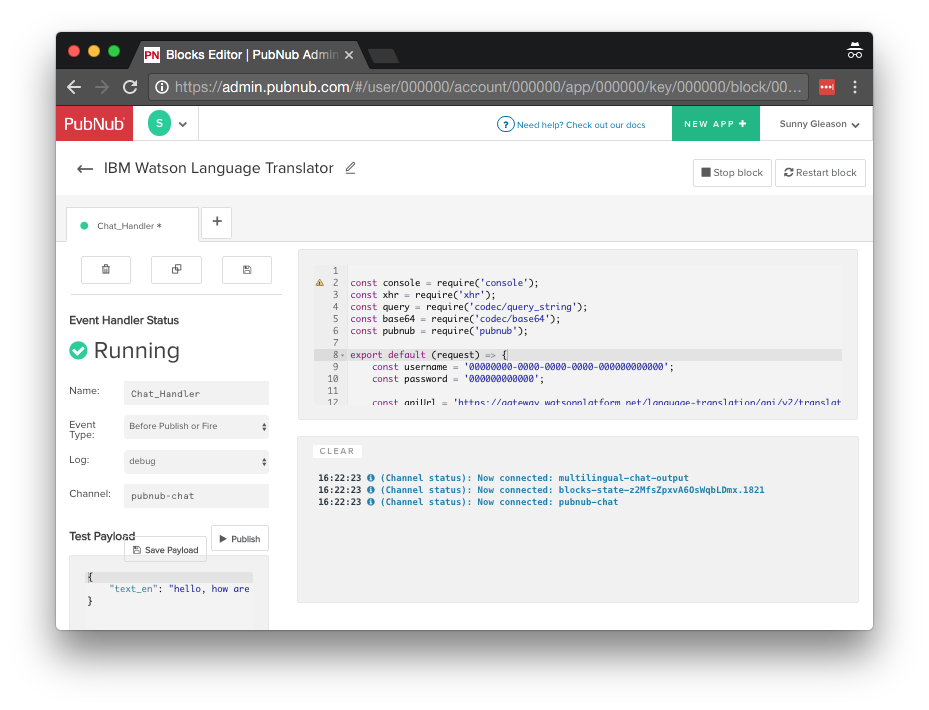 PN Blocks Editor | PubNub Admin
https://admin.pubnub.com/#/user/000000/account/000000/app/000000/key/000000/block/00...
PubNub
S
? Need help? Check out our docs
NEW APP +
Sunny Gleason
IBM Watson Language Translator
Stop block
Restart block
Chat_Handler *
+
Event Handler Status
Running
Name:
Chat_Handler
Event
Type:
Before Publish or Fire
Log:
debug
Channel:
pubnub-chat
Test Payload
Save Payload
Publish
{
"text_en": "hello, how are
}
1
2 const console = require('console');
3 const xhr = require('xhr');
4 const query = require('codec/query_string');
5 const base64 = require('codec/base64');
6 const pubnub = require('pubnub');
7
8 export default (request) => {
9 const username = '00000000-0000-0000-0000-000000000000';
10 const password = '000000000000';
11
12 const apiUrl = 'https://gateway.watsonplatform.net/language-translation/api/v2/translat
CLEAR
16:22:23 (Channel status): Now connected: multilingual-chat-output
16:22:23 (Channel status): Now connected: blocks-state-z2MfsZpxvA6OsWqbLDmx.1821
16:22:23 (Channel status): Now connected: pubnub-chat